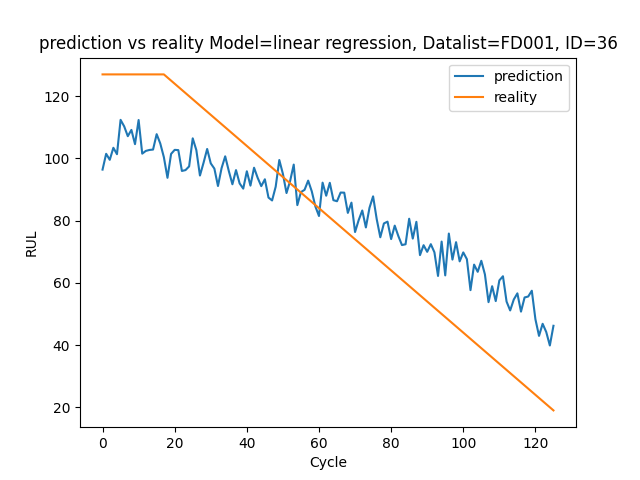 prediction vs reality Model=linear regression, Datalist=FD001, ID=36
prediction
reality
RUL
120
100
80
60
40
20
0 20 40 60 80 100 120
Cycle